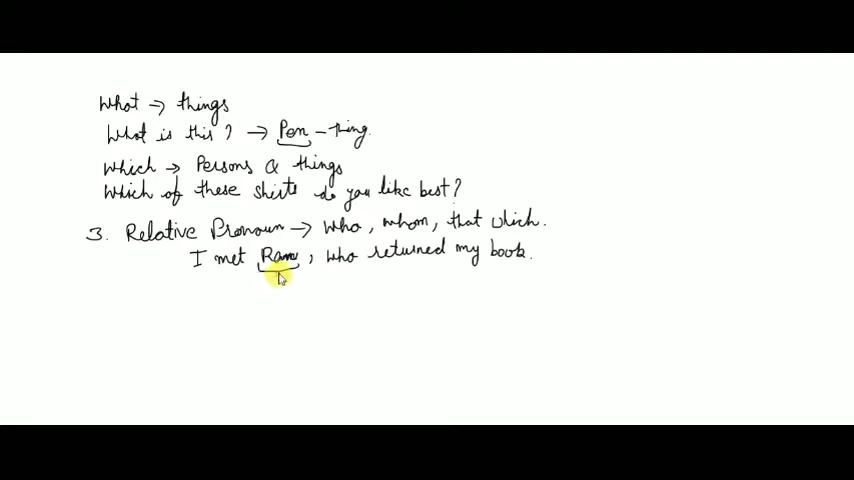 What → things
What is this? → Pen - Thing.
Which → Persons & things
Which of these shirts do you like best?
3. Relative Pronoun → Who, whom, that which.
I met Ram, who returned my book.